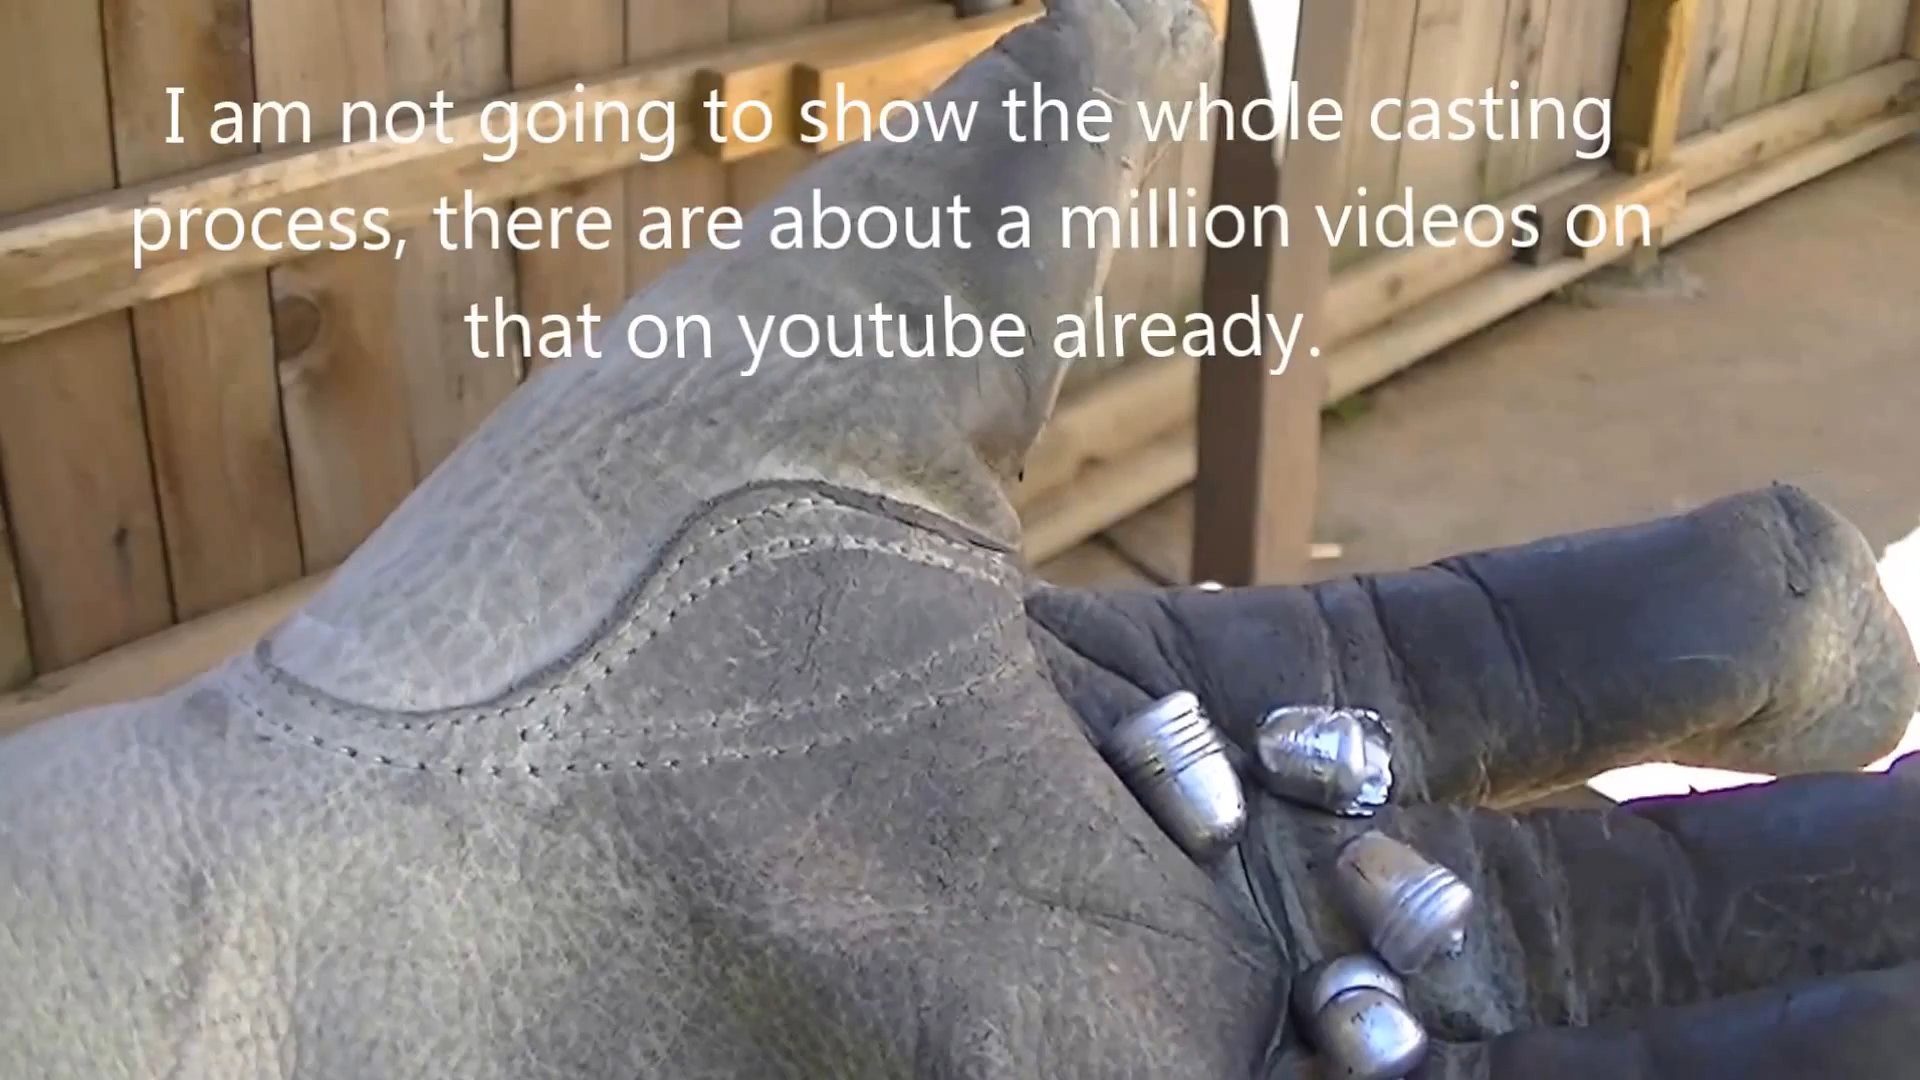 I am not going to show the whole casting
process, there are about a million videos on
that on youtube already.